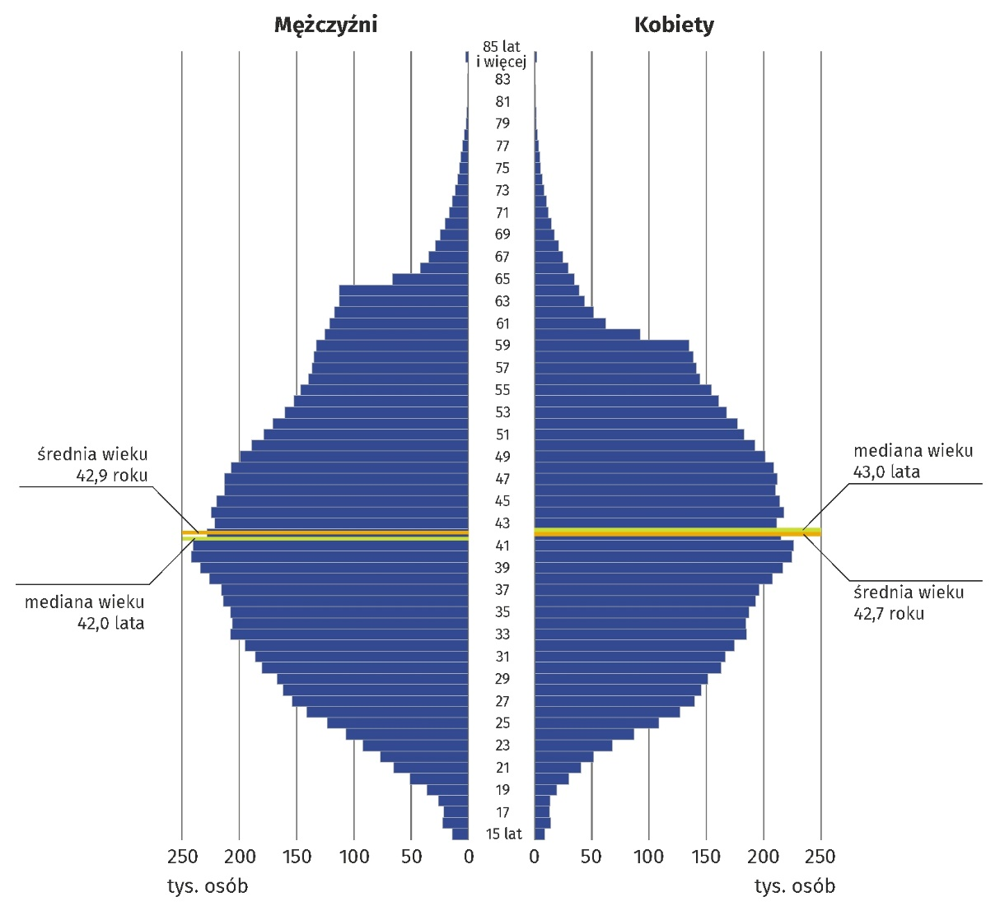 Mężczyźni
Kobiety
85 lat
i więcej
83
81
79
77
75
73
71
69
67
65
63
61
59
57
55
53
51
49
47
45
43
41
39
37
35
33
31
29
27
25
23
21
19
17
15 lat
średnia wieku
42,9 roku
mediana wieku
42,0 lata
mediana wieku
43,0 lata
średnia wieku
42,7 roku
250 200 150 100 50 0
0 50 100 150 200 250
tys. osób
tys. osób